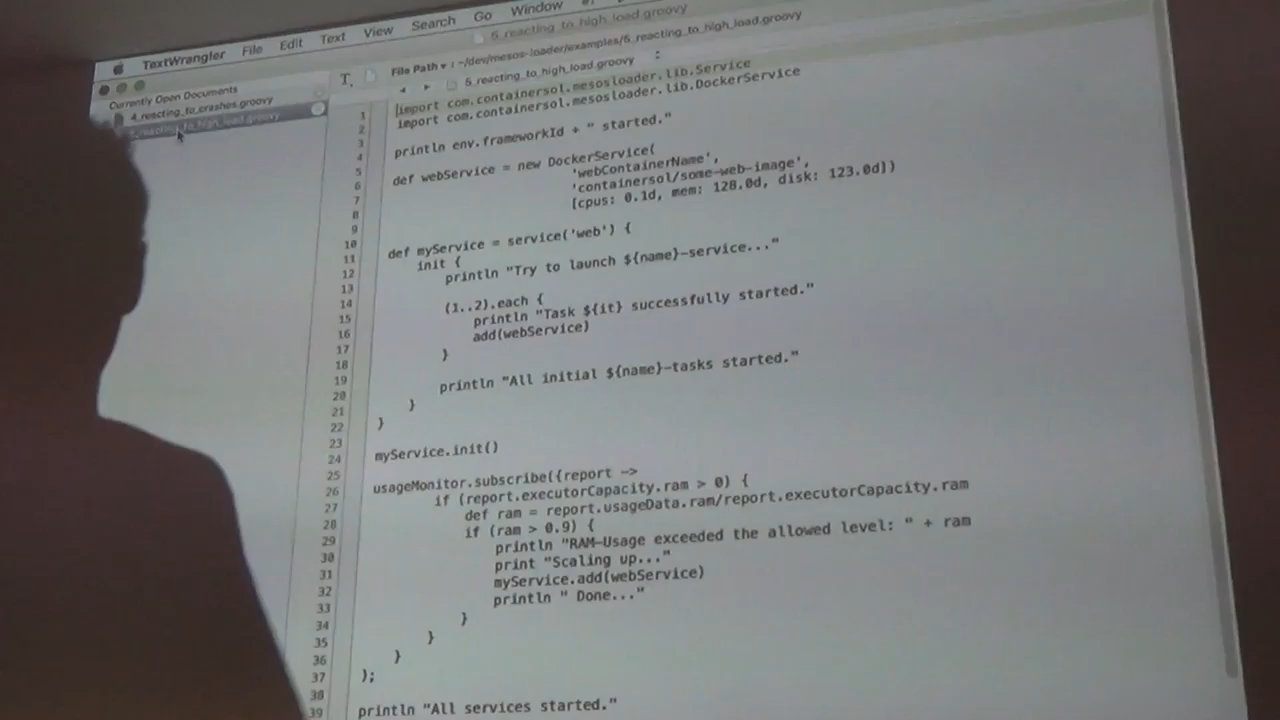 TextWrangler File Edit Text View Search Go Window
5_reacting_to_high_load.groovy
File Path ▾ : ~/dev/mesos-loader/examples/5_reacting_to_high_load.groovy
5_reacting_to_high_load.groovy
Currently Open Documents
4_reacting_to_crashes.groovy
5_reacting_to_high_load.groovy
1 import com.containersol.mesosloader.lib.Service
2 import com.containersol.mesosloader.lib.DockerService
3
4 println env.frameworkId + " started."
5
6 def webService = new DockerService(
7 'webContainerName',
8 'containersol/some-web-image',
9 [cpus: 0.1d, mem: 128.0d, disk: 123.0d])
10
11 def myService = service('web') {
12 init {
13 println "Try to launch ${name}-service..."
14
15 (1..2).each {
16 println "Task ${it} successfully started."
17 add(webService)
18 }
19
20 println "All initial ${name}-tasks started."
21 }
22 }
23
24 myService.init()
25
26 usageMonitor.subscribe({report ->
27 if (report.executorCapacity.ram > 0) {
28 def ram = report.usageData.ram/report.executorCapacity.ram
29 if (ram > 0.9) {
30 println "RAM-Usage exceeded the allowed level: " + ram
31 print "Scaling up..."
32 myService.add(webService)
33 println " Done..."
34 }
35 }
36 }
37 );
38
39 println "All services started."